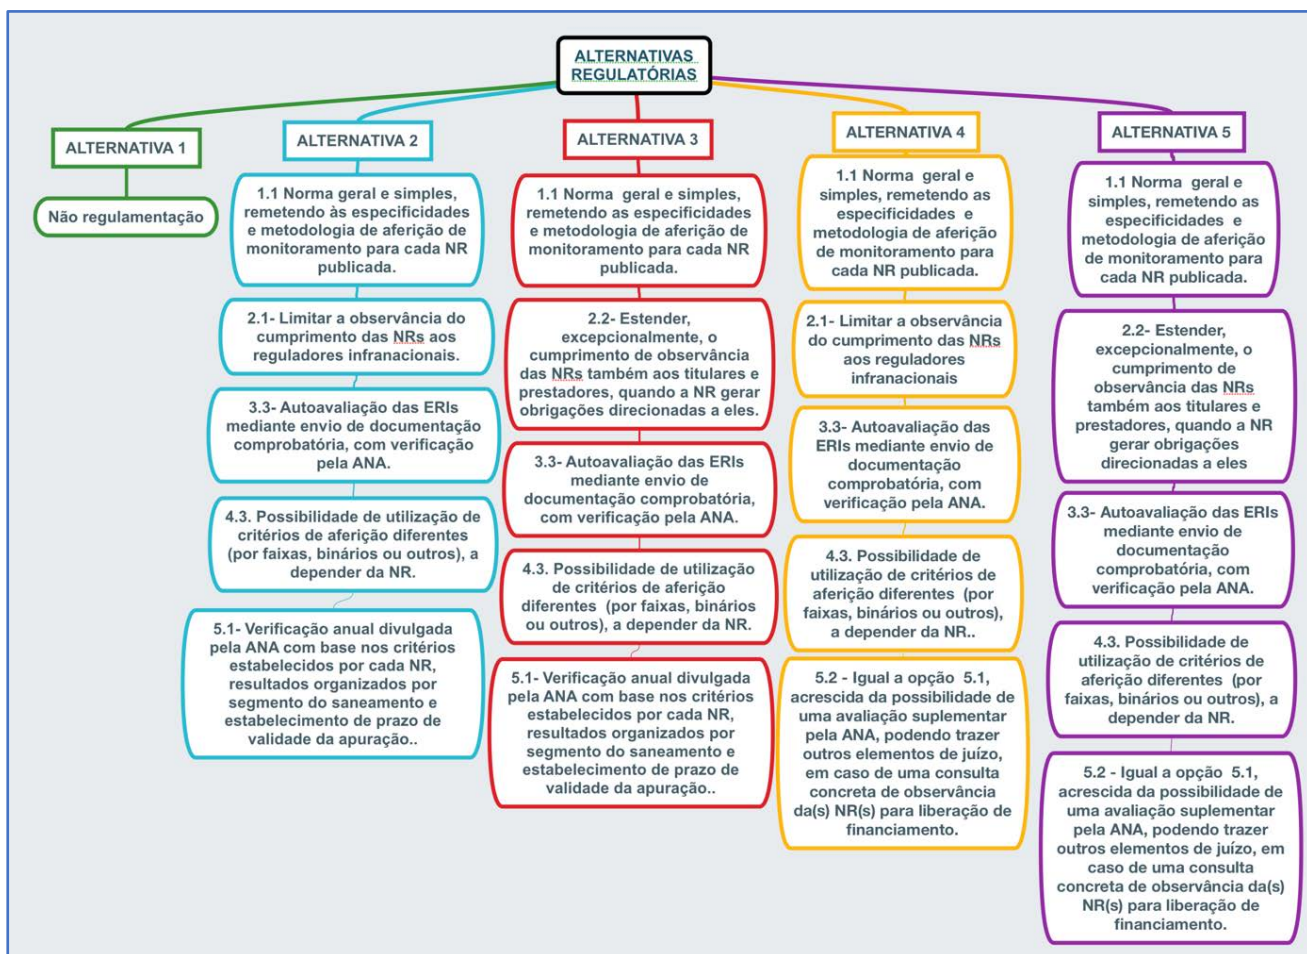 ALTERNATIVAS
REGULATÓRIAS
ALTERNATIVA 1
Não regulamentação
ALTERNATIVA 2
1.1 Norma geral e simples,
remetendo às especificidades
e metodologia de aferição de
monitoramento para cada NR
publicada.
2.1- Limitar a observância do
cumprimento das NRs aos
reguladores infranacionais.
3.3- Autoavaliação das ERIs
mediante envio de documentação
comprobatória, com verificação
pela ANA.
4.3. Possibilidade de utilização de
critérios de aferição diferentes
(por faixas, binários ou outros), a
depender da NR.
5.1- Verificação anual divulgada
pela ANA com base nos critérios
estabelecidos por cada NR,
resultados organizados por
segmento do saneamento e
estabelecimento de prazo de
validade da apuração..
ALTERNATIVA 3
1.1 Norma  geral e simples,
remetendo as especificidades
e metodologia de aferição de
monitoramento para cada NR
publicada.
2.2- Estender,
excepcionalmente, o
cumprimento de observância
das NRs também aos titulares e
prestadores, quando a NR gerar
obrigações direcionadas a eles.
3.3- Autoavaliação das ERIs
mediante envio de
documentação comprobatória,
com verificação pela ANA.
4.3. Possibilidade de utilização
de critérios de aferição
diferentes  (por faixas, binários
ou outros), a depender da NR.
5.1- Verificação anual divulgada
pela ANA com base nos critérios
estabelecidos por cada NR,
resultados organizados por
segmento do saneamento e
estabelecimento de prazo de
validade da apuração..
ALTERNATIVA 4
1.1 Norma  geral e
simples, remetendo as
especificidades  e
metodologia de aferição
de monitoramento para
cada NR publicada.
2.1- Limitar a observância
do cumprimento das NRs
aos reguladores
infranacionais
3.3- Autoavaliação das
ERIs mediante envio de
documentação
comprobatória, com
verificação pela ANA.
4.3. Possibilidade de
utilização de critérios de
aferição diferentes  (por
faixas, binários ou outros),
a depender da NR..
5.2 - Igual a opção  5.1,
acrescida da possibilidade de
uma avaliação suplementar
pela ANA, podendo trazer
outros elementos de juízo,
em caso de uma consulta
concreta de observância
da(s) NR(s) para liberação de
financiamento.
ALTERNATIVA 5
1.1 Norma  geral e
simples, remetendo as
especificidades  e
metodologia de aferição
de monitoramento para
cada NR publicada.
2.2- Estender,
excepcionalmente, o
cumprimento de
observância das NRs
também aos titulares e
prestadores, quando a NR
gerar obrigações
direcionadas a eles
3.3- Autoavaliação das ERIs
mediante envio de
documentação
comprobatória, com
verificação pela ANA.
4.3. Possibilidade de
utilização de critérios de
aferição diferentes  (por
faixas, binários ou outros), a
depender da NR.
5.2 - Igual a opção  5.1,
acrescida da possibilidade de
uma avaliação suplementar
pela ANA, podendo trazer
outros elementos de juízo, em
caso de uma consulta
concreta de observância da(s)
NR(s) para liberação de
financiamento.